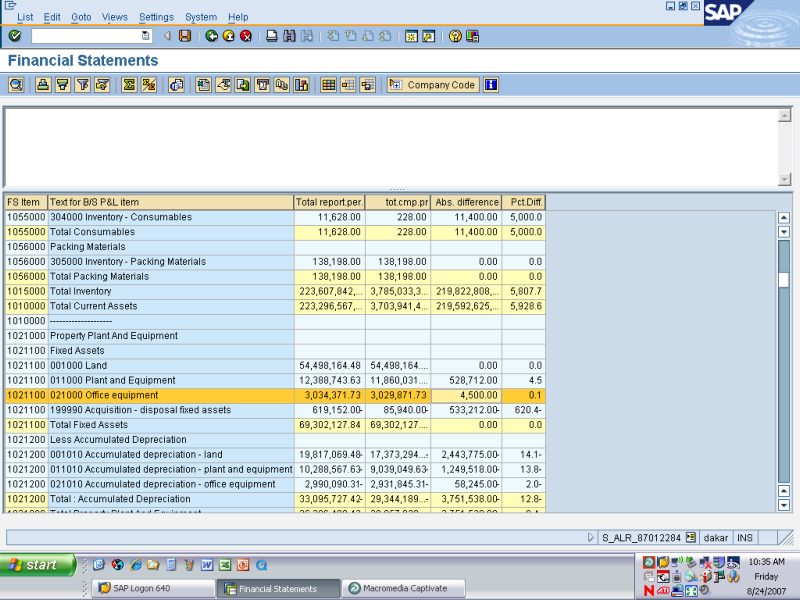 List Edit Goto Views Settings System Help
SAP
Financial Statements
Company Code
FS Item Text for B/S P&L item Total report.per. tot.cmp.pr Abs. difference Pct.Diff.
1055000 304000 Inventory - Consumables 11,628.00 228.00 11,400.00 5,000.0
1055000 Total Consumables 11,628.00 228.00 11,400.00 5,000.0
1056000 Packing Materials
1056000 305000 Inventory - Packing Materials 138,198.00 138,198.00 0.00 0.0
1056000 Total Packing Materials 138,198.00 138,198.00 0.00 0.0
1015000 Total Inventory 223,607,842,... 3,785,033,3... 219,822,808,... 5,807.7
1010000 Total Current Assets 223,296,567,... 3,703,941,4... 219,592,625,... 5,928.6
1010000 --------------------
1021000 Property Plant And Equipment
1021100 Fixed Assets
1021100 001000 Land 54,498,164.48 54,498,164.... 0.00 0.0
1021100 011000 Plant and Equipment 12,388,743.63 11,860,031.... 528,712.00 4.5
1021100 021000 Office equipment 3,034,371.73 3,029,871.73 4,500.00 0.1
1021100 199990 Acquisition - disposal fixed assets 619,152.00- 85,940.00- 533,212.00- 620.4-
1021100 Total Fixed Assets 69,302,127.84 69,302,127.... 0.00 0.0
1021200 Less Accumulated Depreciation
1021200 001010 Accumulated depreciation - land 19,817,069.48- 17,373,294...- 2,443,775.00- 14.1-
1021200 011010 Accumulated depreciation - plant and equipment 10,288,567.63- 9,039,049.63- 1,249,518.00- 13.8-
1021200 021010 Accumulated depreciation - office equipment 2,990,090.31- 2,931,845.31- 58,245.00- 2.0-
1021200 Total : Accumulated Depreciation 33,095,727.42- 29,344,189...- 3,751,538.00- 12.8-
S_ALR_87012284 dakar INS
start
10:35 AM
SAP Logon 640 Financial Statements Macromedia Captivate
Friday
8/24/2007